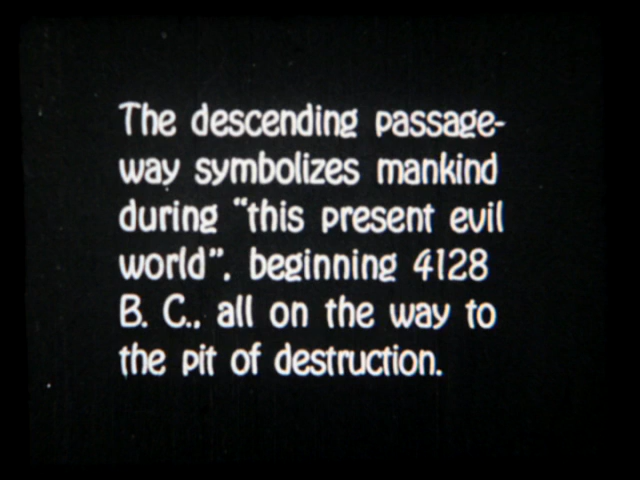 The descending passage-
way symbolizes mankind
during "this present evil
world". beginning 4128
B. C., all on the way to
the pit of destruction.